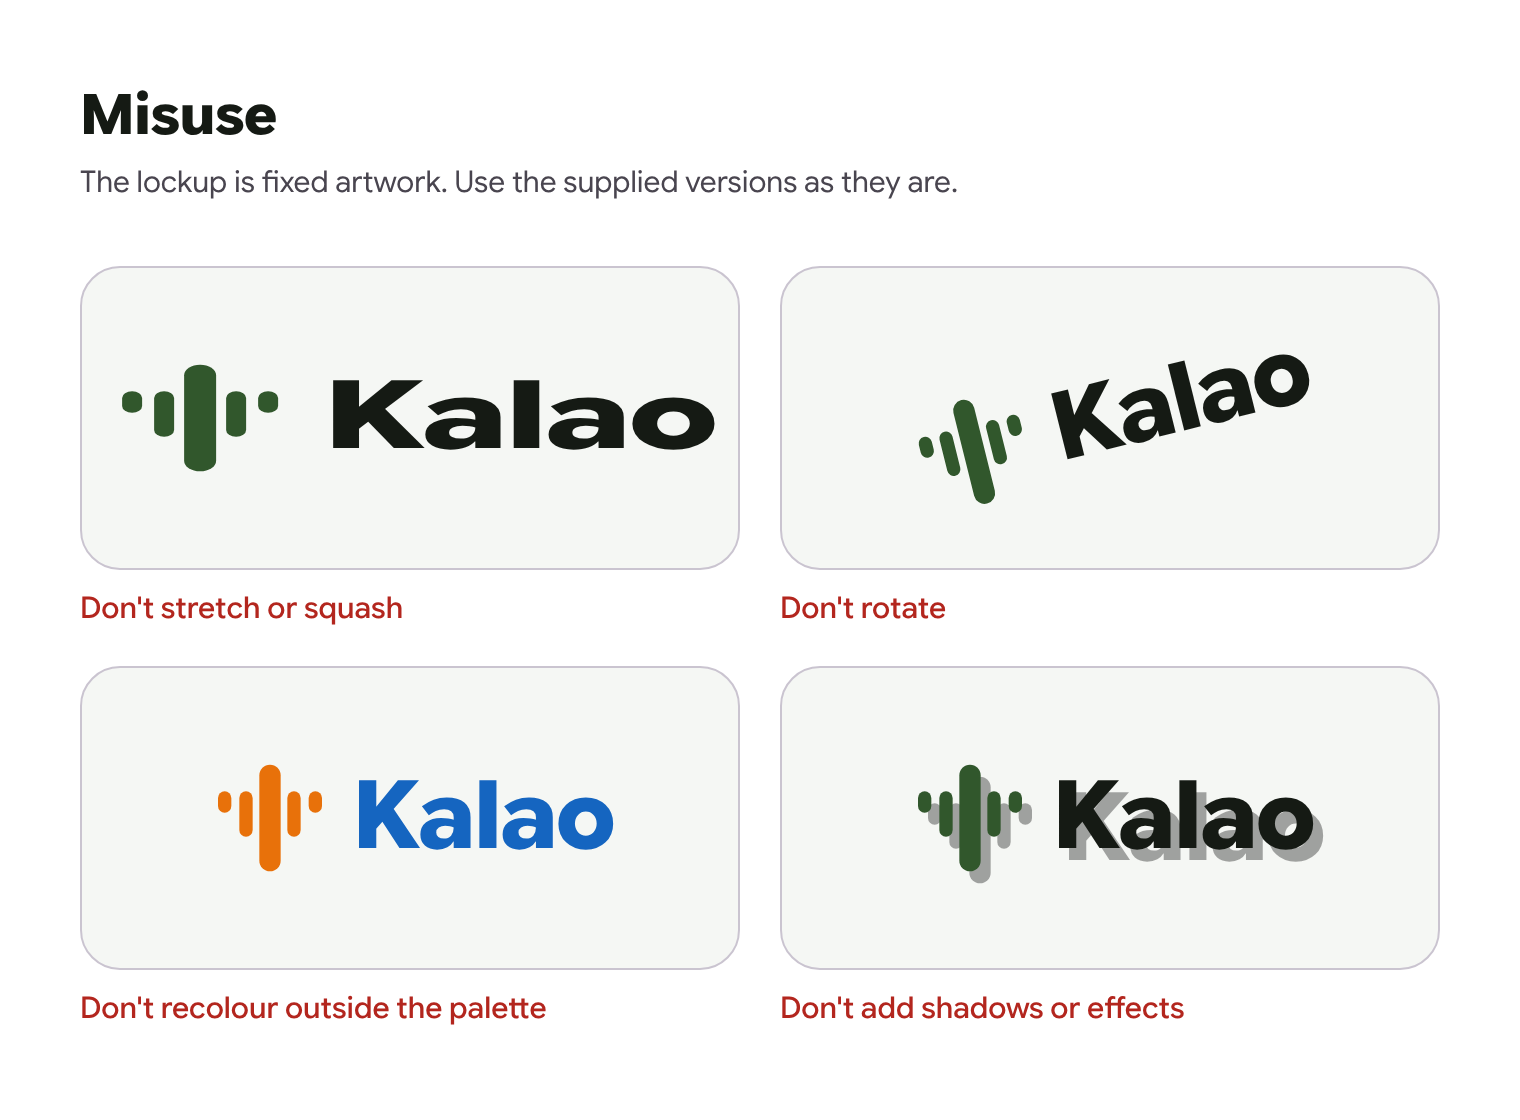 Misuse
The lockup is fixed artwork. Use the supplied versions as they are.
Kalao
Kalao
Don't stretch or squash
Don't rotate
Kalao
Kalao
Don't recolour outside the palette
Don't add shadows or effects